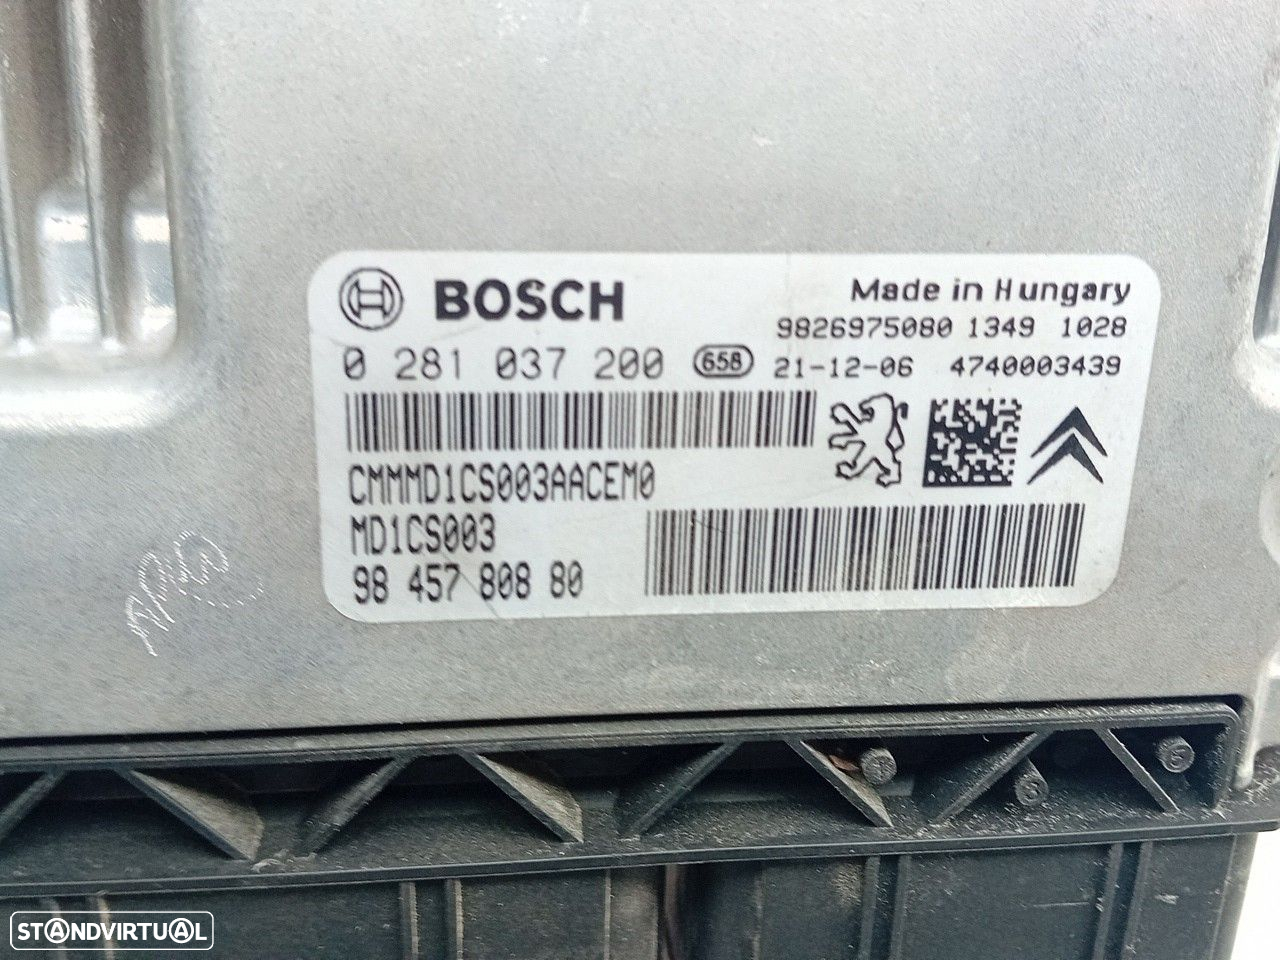 BOSCH
Made in Hungary
9826975080 1349 1028
0 281 037 200 658 21-12-06 4740003439
CMMMD1CS003AACEM0
MD1CS003
98 457 808 80
STANDVIRTUAL